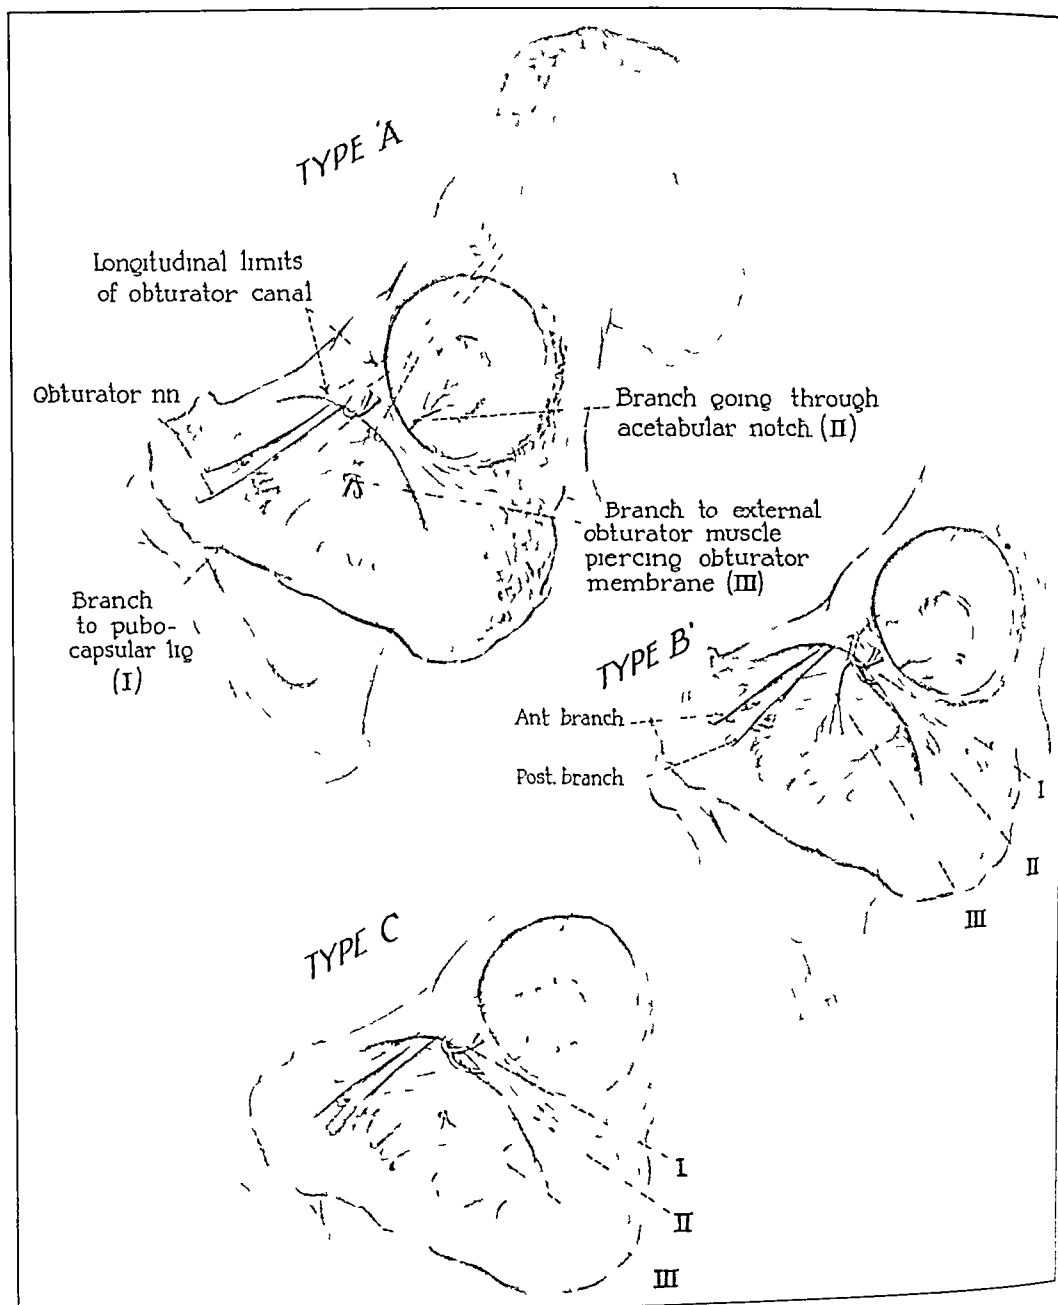 TYPE 'A
Longitudinal limits
of obturator canal
Obturator nn
Branch going through
acetabular notch (II)
Branch to external
obturator muscle
piercing obturator
membrane (III)
Branch
to pubo-
capsular lig
(I)
TYPE B'
Ant branch
Post. branch
I
II
III
TYPE C
I
II
III